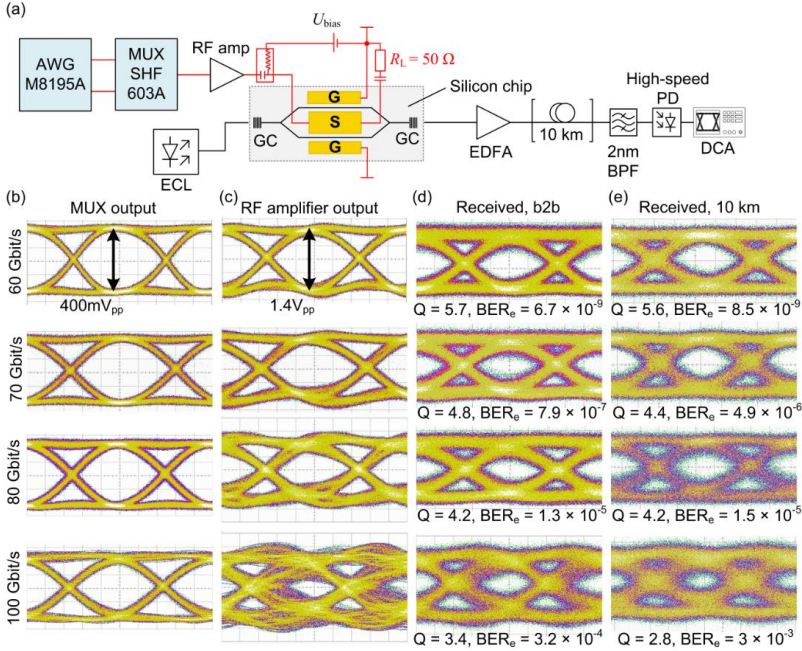 (a)
AWG
M8195A
MUX
SHF
603A
RF amp
U_bias
R_L = 50 Ω
Silicon chip
G
S
G
GC
GC
ECL
EDFA
10 km
2nm
BPF
High-speed
PD
DCA
(b) MUX output
(c) RF amplifier output
(d) Received, b2b
(e) Received, 10 km
60 Gbit/s
400mV_pp
1.4V_pp
Q = 5.7, BER_e = 6.7 × 10^-9
Q = 5.6, BER_e = 8.5 × 10^-9
70 Gbit/s
Q = 4.8, BER_e = 7.9 × 10^-7
Q = 4.4, BER_e = 4.9 × 10^-6
80 Gbit/s
Q = 4.2, BER_e = 1.3 × 10^-5
Q = 4.2, BER_e = 1.5 × 10^-5
100 Gbit/s
Q = 3.4, BER_e = 3.2 × 10^-4
Q = 2.8, BER_e = 3 × 10^-3